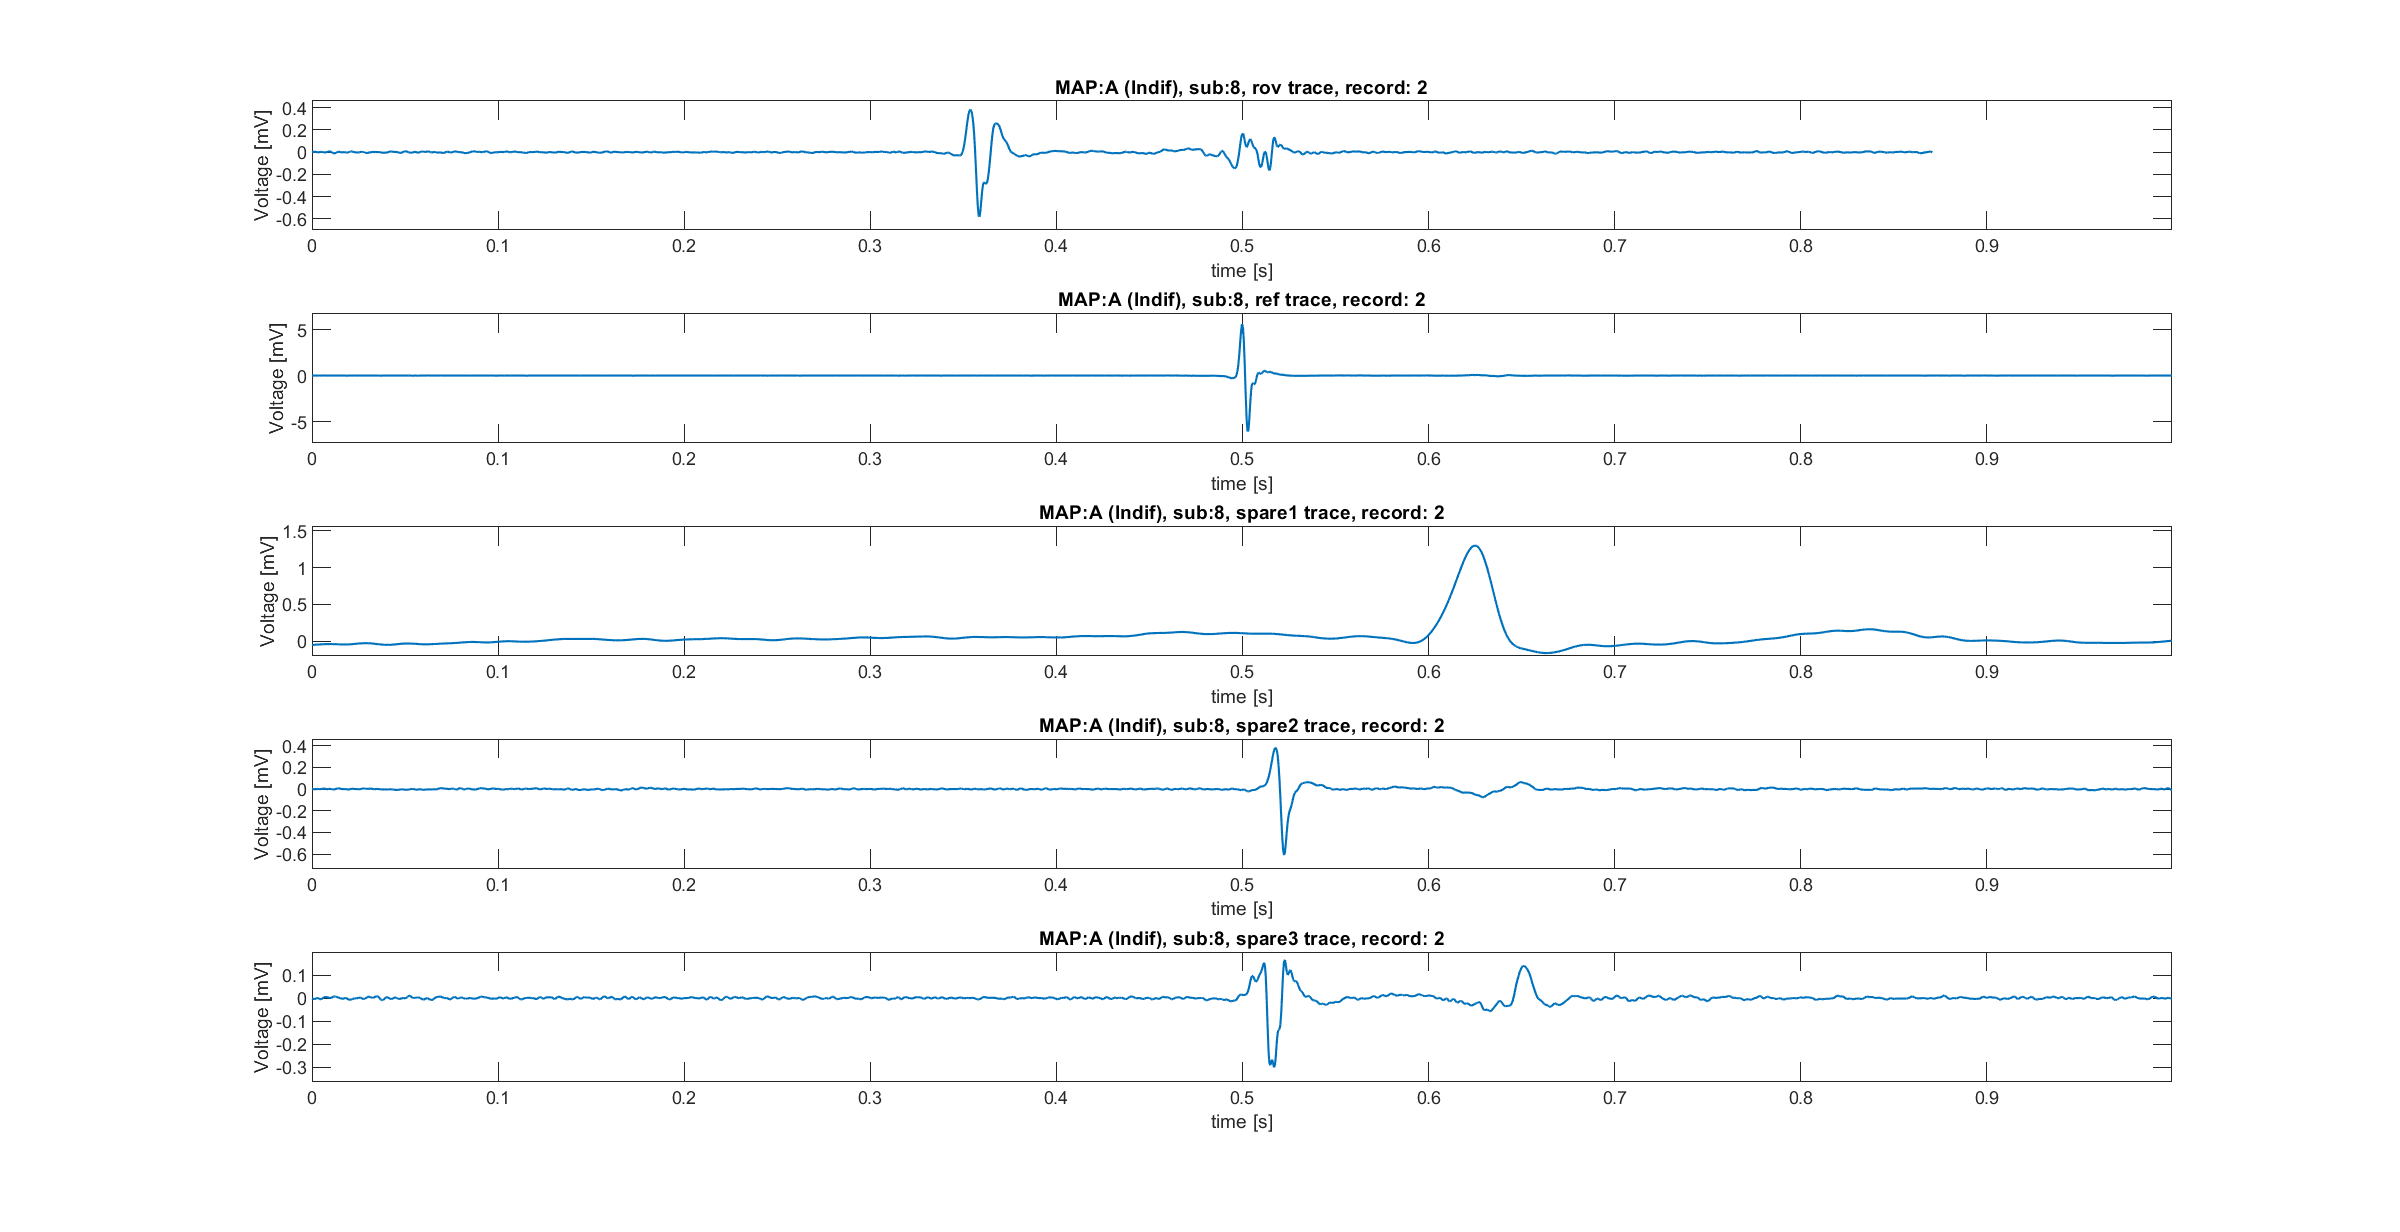 MAP:A (Indif), sub:8, rov trace, record: 2
Voltage [mV]
0.4
0.2
0
-0.2
-0.4
-0.6
0 0.1 0.2 0.3 0.4 0.5 0.6 0.7 0.8 0.9
time [s]
MAP:A (Indif), sub:8, ref trace, record: 2
Voltage [mV]
5
0
-5
0 0.1 0.2 0.3 0.4 0.5 0.6 0.7 0.8 0.9
time [s]
MAP:A (Indif), sub:8, spare1 trace, record: 2
Voltage [mV]
1.5
1
0.5
0
0 0.1 0.2 0.3 0.4 0.5 0.6 0.7 0.8 0.9
time [s]
MAP:A (Indif), sub:8, spare2 trace, record: 2
Voltage [mV]
0.4
0.2
0
-0.2
-0.4
-0.6
0 0.1 0.2 0.3 0.4 0.5 0.6 0.7 0.8 0.9
time [s]
MAP:A (Indif), sub:8, spare3 trace, record: 2
Voltage [mV]
0.1
0
-0.1
-0.2
-0.3
0 0.1 0.2 0.3 0.4 0.5 0.6 0.7 0.8 0.9
time [s]